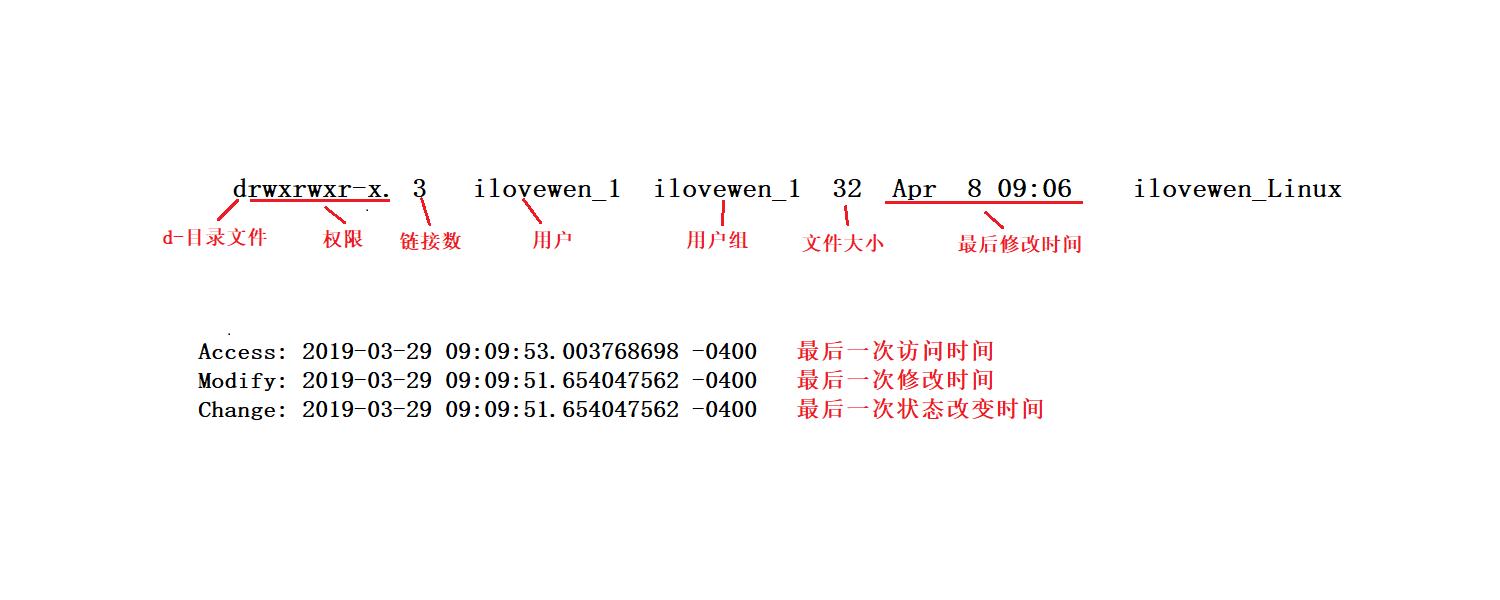 drwxrwxr-x. 3 ilovewen_1 ilovewen_1 32 Apr 8 09:06 ilovewen_Linux
d-目录文件 权限 链接数 用户 用户组 文件大小 最后修改时间
Access: 2019-03-29 09:09:53.003768698 -0400 最后一次访问时间
Modify: 2019-03-29 09:09:51.654047562 -0400 最后一次修改时间
Change: 2019-03-29 09:09:51.654047562 -0400 最后一次状态改变时间